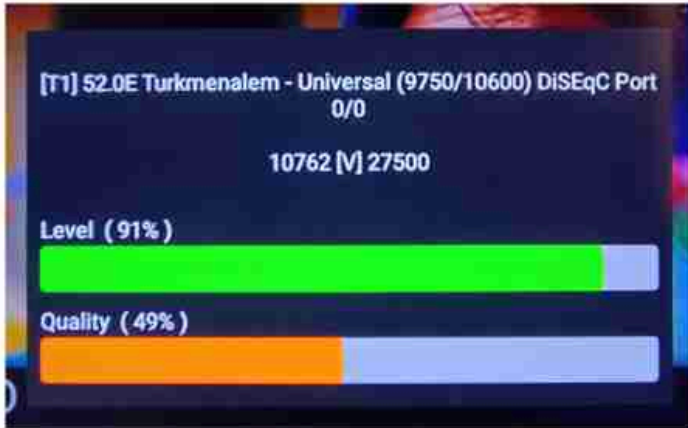 [T1] 52.0E Turkmenalem - Universal (9750/10600) DiSEqC Port
0/0
10762 [V] 27500
Level ( 91% )
Quality ( 49% )